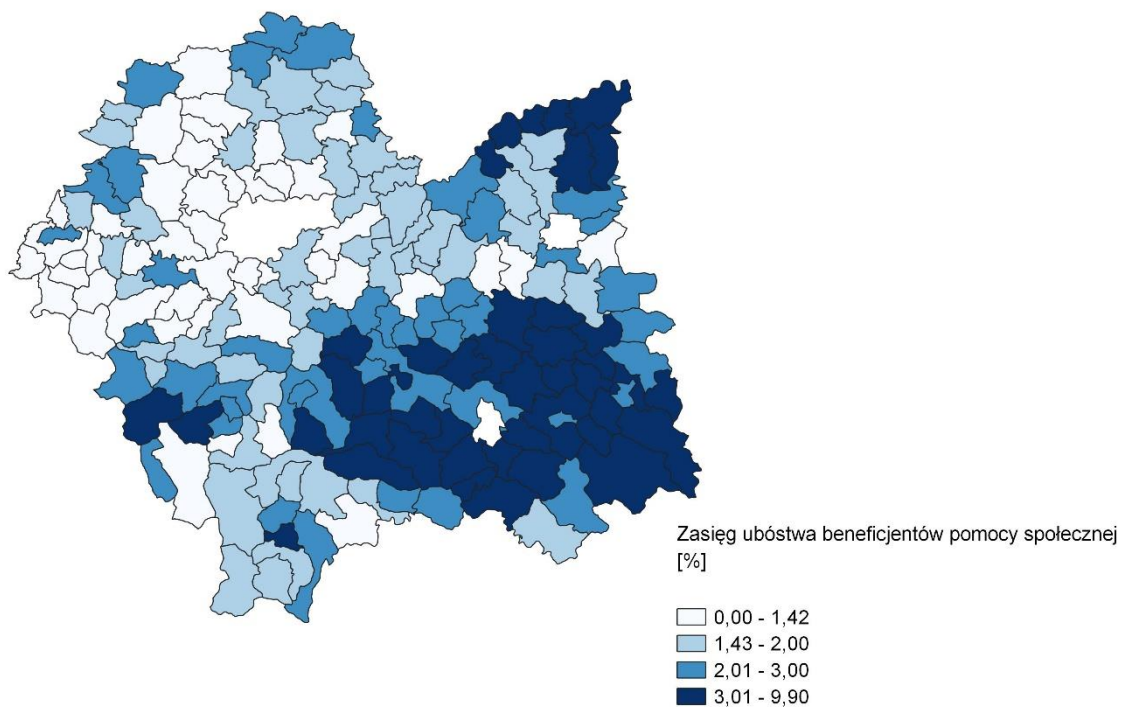 Zasięg ubóstwa beneficjentów pomocy społecznej
[%]
0,00 - 1,42
1,43 - 2,00
2,01 - 3,00
3,01 - 9,90